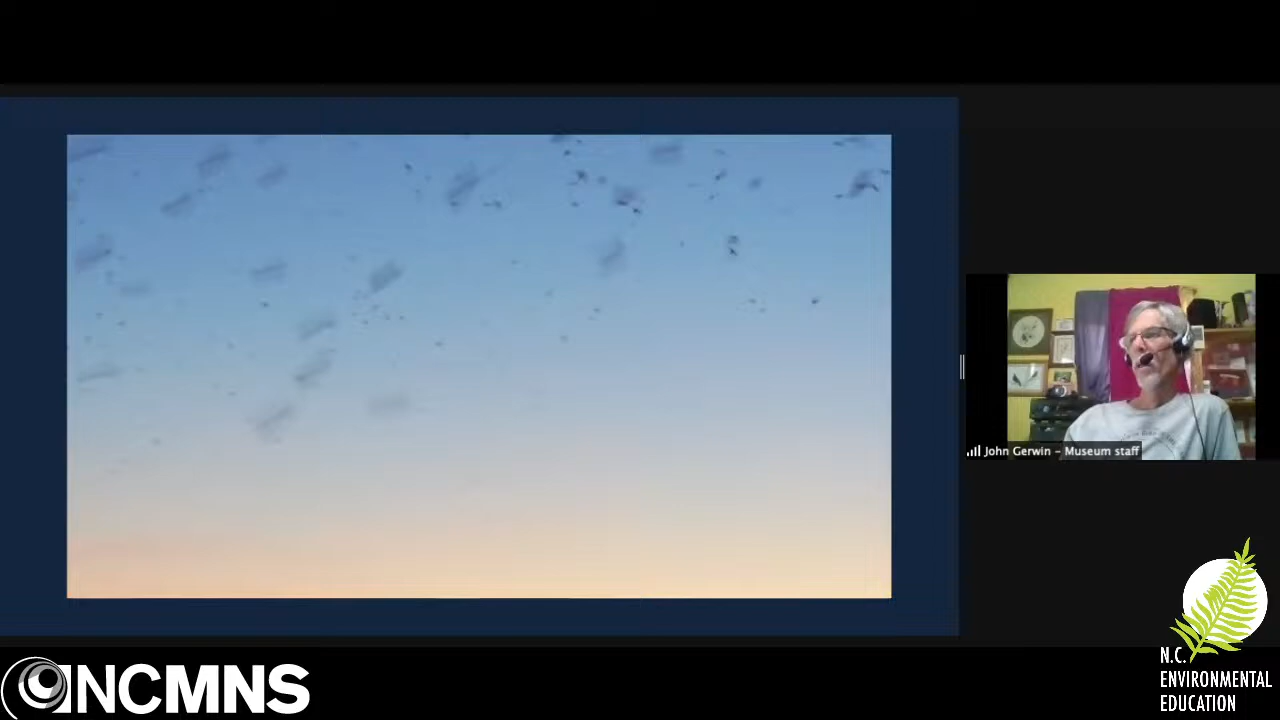 John Gerwin - Museum staff
NCMNS
N.C.
ENVIRONMENTAL
EDUCATION